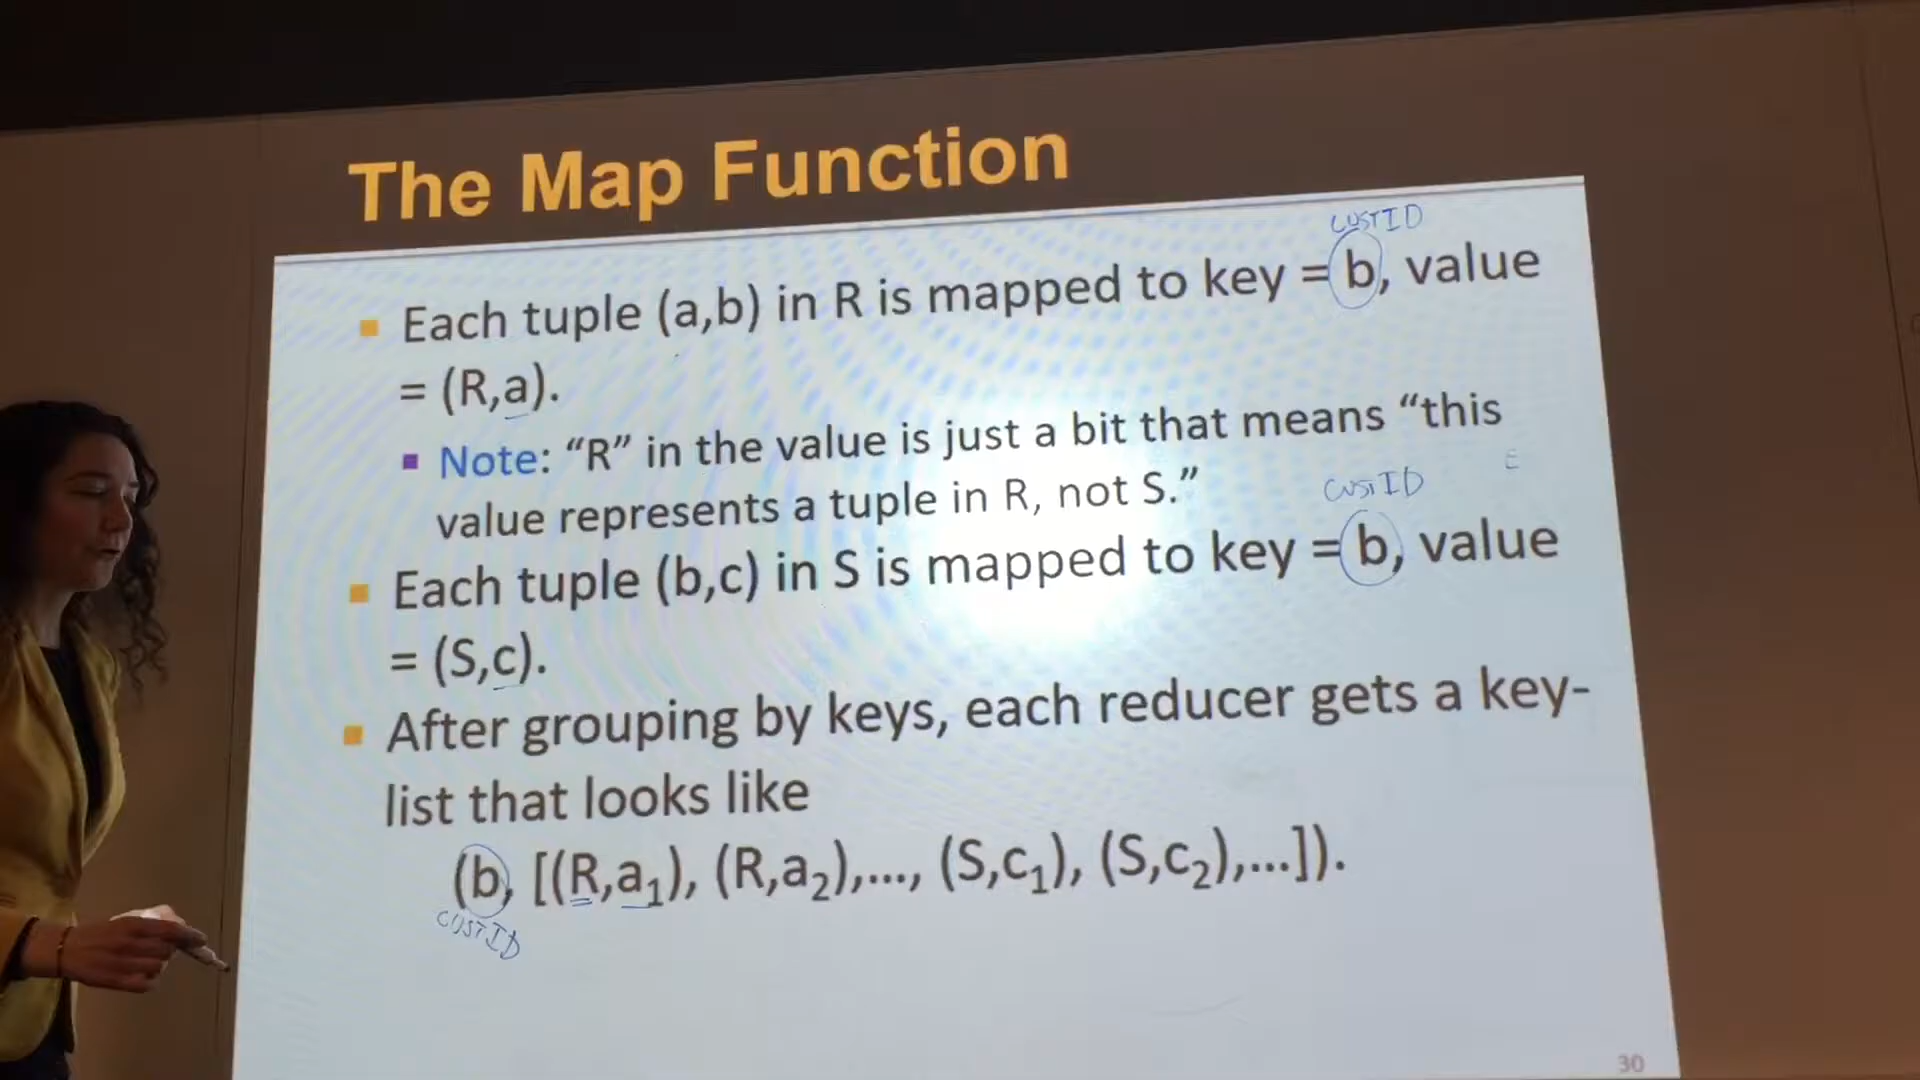 The Map Function
CUSTID
Each tuple (a,b) in R is mapped to key = b, value
= (R,a).
Note: “R” in the value is just a bit that means “this
value represents a tuple in R, not S.”
CUSTID
Each tuple (b,c) in S is mapped to key = b, value
= (S,c).
After grouping by keys, each reducer gets a key-
list that looks like
(b, [(R,a₁), (R,a₂),..., (S,c₁), (S,c₂),...]).
CUSTID
30